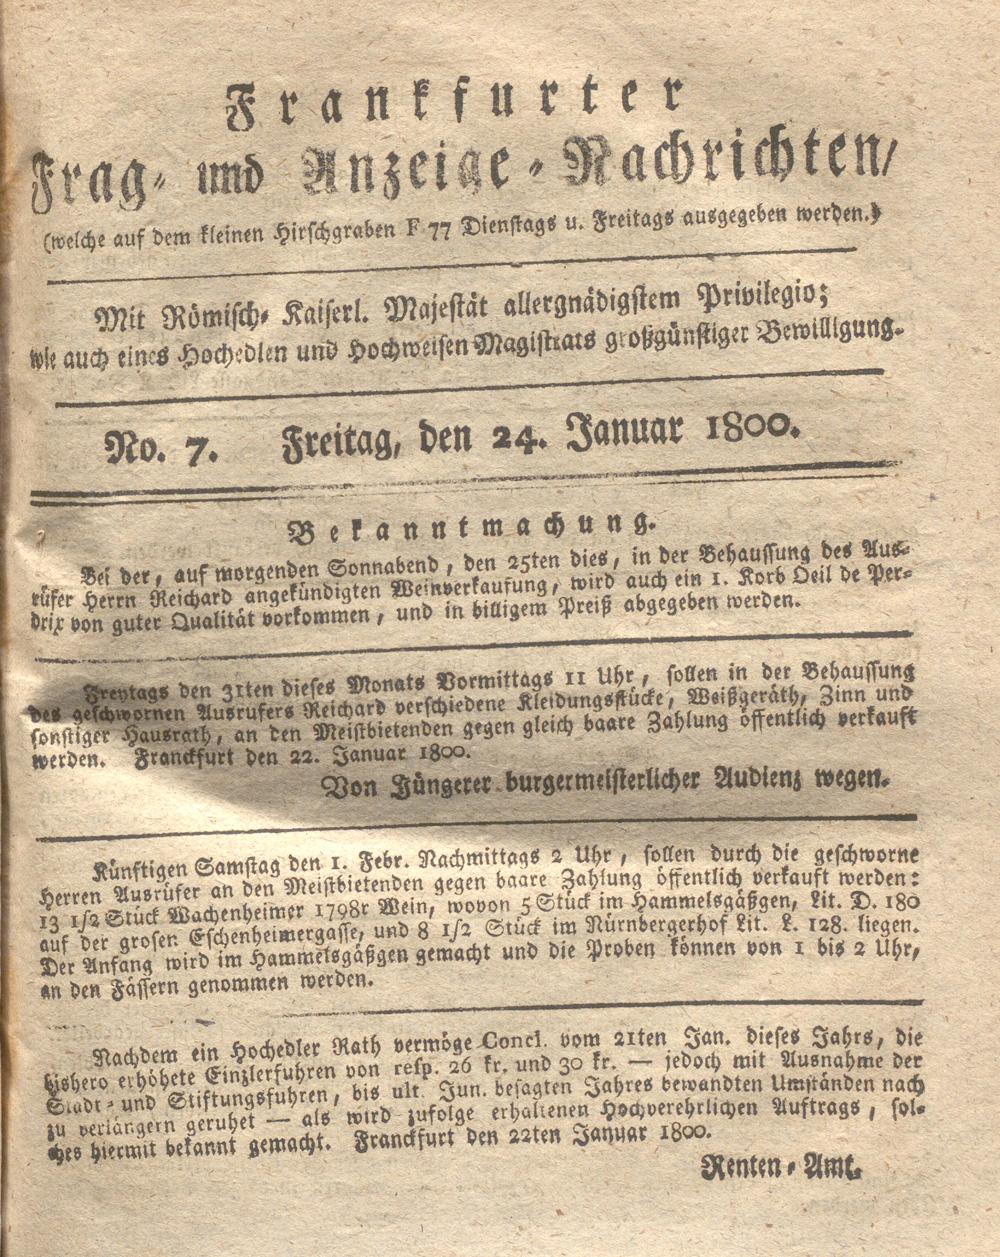 Frankfurter
Frag- und Anzeige-Nachrichten/
(welche auf dem kleinen Hirschgraben F 77 Dienstags u. Freitags ausgegeben werden.)
Mit Römisch-Kaiserl. Majestät allergnädigstem Privilegio;
wie auch eines Hochedlen und Hochweisen Magistrats großgünstiger Bewilligung.
No. 7. Freitag, den 24. Januar 1800.
Bekanntmachung.
Bei der, auf morgenden Sonnabend, den 25ten dies, in der Behaussung des Aus-
rüfer Herrn Reichard angekündigten Weinverkaufung, wird auch ein 1. Korb Oeil de Per-
drix von guter Qualität vorkommen, und in billigem Preiß abgegeben werden.
Freytags den 31ten dieses Monats Vormittags 11 Uhr, sollen in der Behaussung
des geschwornen Ausrufers Reichard verschiedene Kleidungsstücke, Weißgeräth, Zinn und
sonstiger Hausrath, an den Meistbietenden gegen gleich baare Zahlung öffentlich verkauft
werden. Franckfurt den 22. Januar 1800.
Von Jüngerer burgermeisterlicher Audienz wegen.
Künftigen Samstag den 1. Febr. Nachmittags 2 Uhr, sollen durch die geschworne
Herren Ausrüfer an den Meistbietenden gegen baare Zahlung öffentlich verkauft werden:
13 1/2 Stück Wachenheimer 1798r Wein, wovon 5 Stück im Hammelsgäßgen, Lit. D. 180
auf der grosen Eschenheimergasse, und 8 1/2 Stück im Nürnbergerhof Lit. L. 128. liegen.
Der Anfang wird im Hammelsgäßgen gemacht und die Proben können von 1 bis 2 Uhr,
an den Fässern genommen werden.
Nachdem ein Hochedler Rath vermöge Concl. vom 21ten Jan. dieses Jahrs, die
bishero erhöhete Einzlerfuhren von resp. 26 kr. und 30 kr. — jedoch mit Ausnahme der
Stadt- und Stiftungsfuhren, bis ult. Jun. besagten Jahres bewandten Umständen nach
zu verlängern geruhet — als wird zufolge erhaltenen Hochverehrlichen Auftrags, sol-
ches hiermit bekannt gemacht. Franckfurt den 22ten Januar 1800.
Renten-Amt.